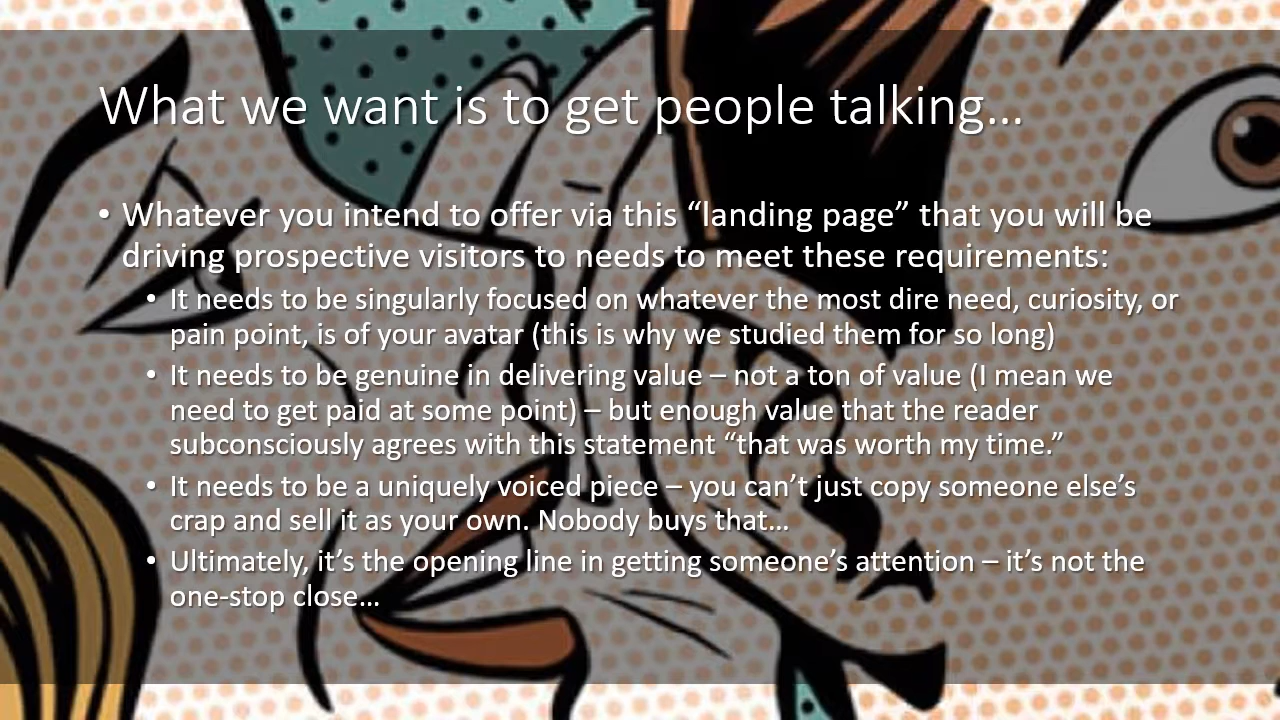 What we want is to get people talking…
• Whatever you intend to offer via this “landing page” that you will be
driving prospective visitors to needs to meet these requirements:
• It needs to be singularly focused on whatever the most dire need, curiosity, or
pain point, is of your avatar (this is why we studied them for so long)
• It needs to be genuine in delivering value – not a ton of value (I mean we
need to get paid at some point) – but enough value that the reader
subconsciously agrees with this statement “that was worth my time.”
• It needs to be a uniquely voiced piece – you can’t just copy someone else’s
crap and sell it as your own. Nobody buys that…
• Ultimately, it’s the opening line in getting someone’s attention – it’s not the
one-stop close…